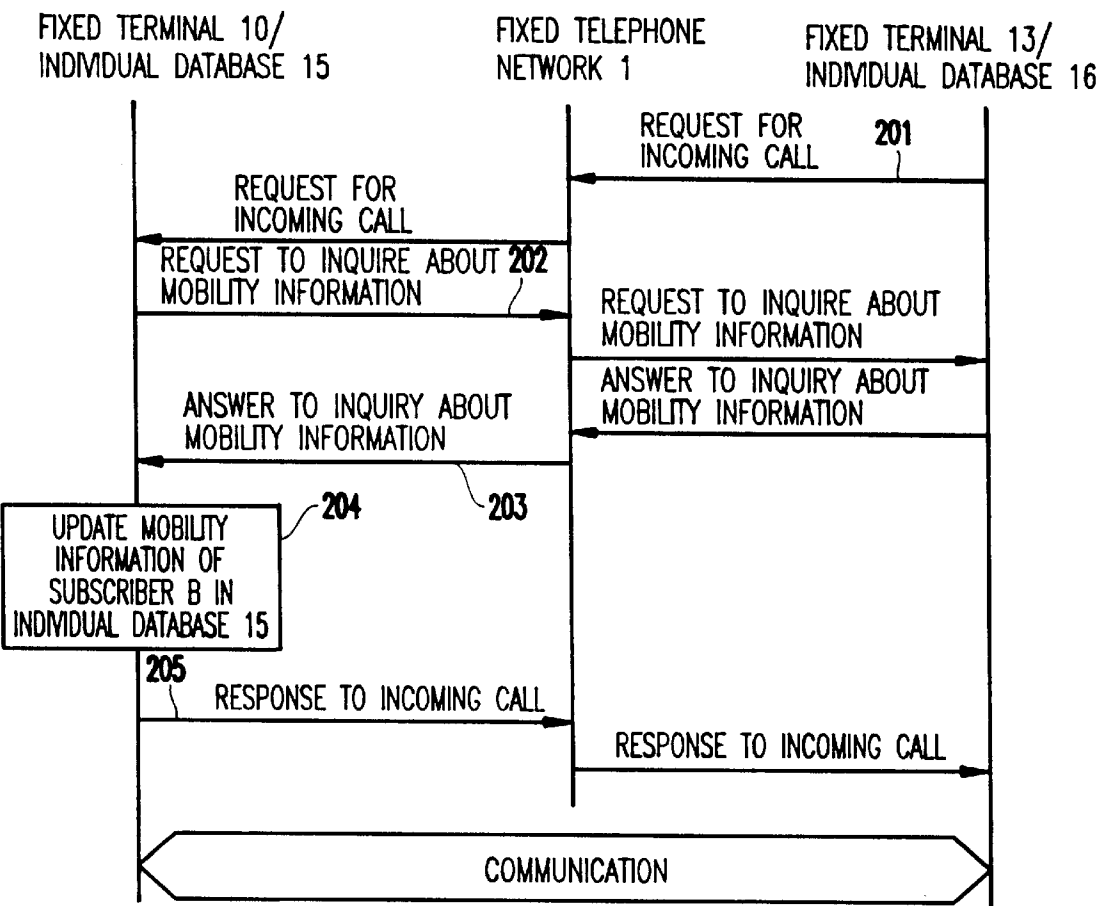 FIXED TERMINAL 10/
INDIVIDUAL DATABASE 15
FIXED TELEPHONE
NETWORK 1
FIXED TERMINAL 13/
INDIVIDUAL DATABASE 16
REQUEST FOR
INCOMING CALL
201
REQUEST FOR
INCOMING CALL
REQUEST TO INQUIRE ABOUT
MOBILITY INFORMATION
202
REQUEST TO INQUIRE ABOUT
MOBILITY INFORMATION
ANSWER TO INQUIRY ABOUT
MOBILITY INFORMATION
ANSWER TO INQUIRY ABOUT
MOBILITY INFORMATION
203
204
UPDATE MOBILITY
INFORMATION OF
SUBSCRIBER B IN
INDIVIDUAL DATABASE 15
205
RESPONSE TO INCOMING CALL
RESPONSE TO INCOMING CALL
COMMUNICATION